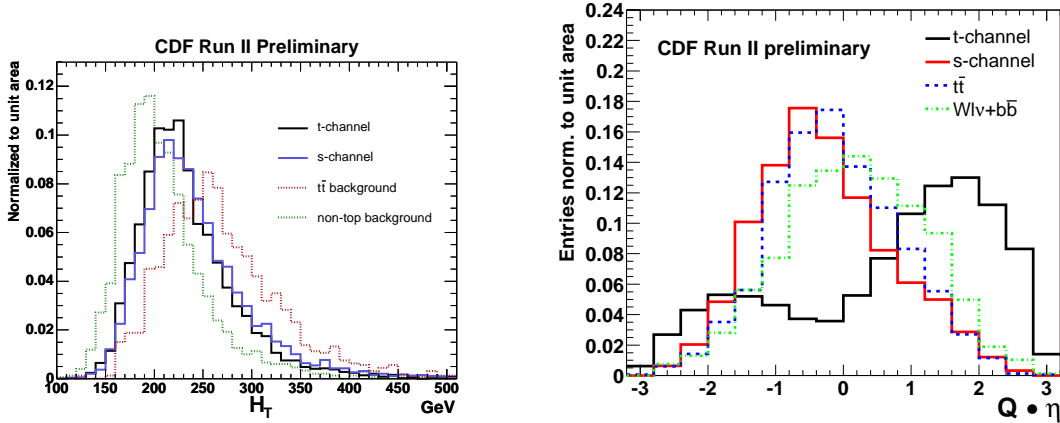 CDF Run II Preliminary
Normalized to unit area
0.12
0.1
0.08
0.06
0.04
0.02
0
t-channel
s-channel
tt̄ background
non-top background
100 150 200 250 300 350 400 450 500
H_T
GeV
0.24
0.22
0.20
0.18
0.16
0.14
0.12
0.10
0.08
0.06
0.04
0.02
0
Entries norm. to unit area
CDF Run II preliminary
t-channel
s-channel
tt̄
Wlν+bb̄
-3 -2 -1 0 1 2 3
Q • η